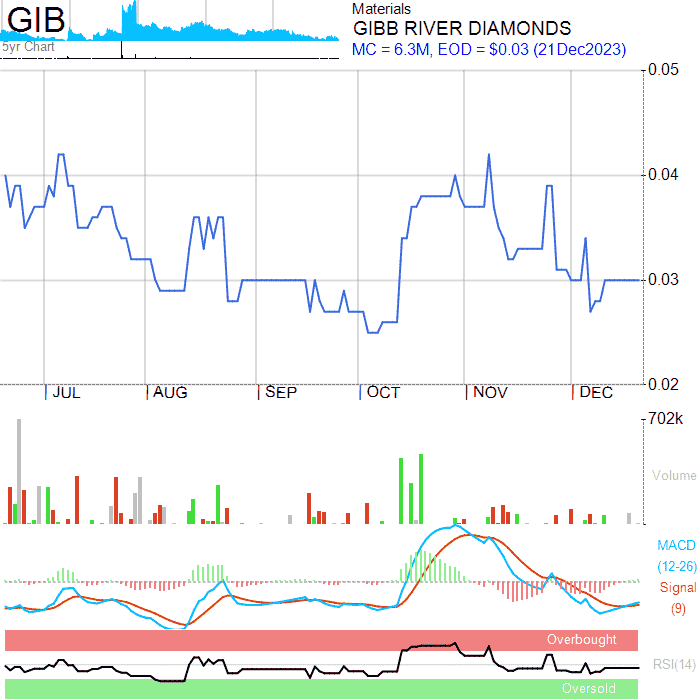 GIB
5yr Chart
Materials
GIBB RIVER DIAMONDS
MC = 6.3M, EOD = $0.03 (21Dec2023)
0.05
0.04
0.03
0.02
JUL AUG SEP OCT NOV DEC
702k
Volume
MACD
(12-26)
Signal
(9)
Overbought
RSI(14)
Oversold